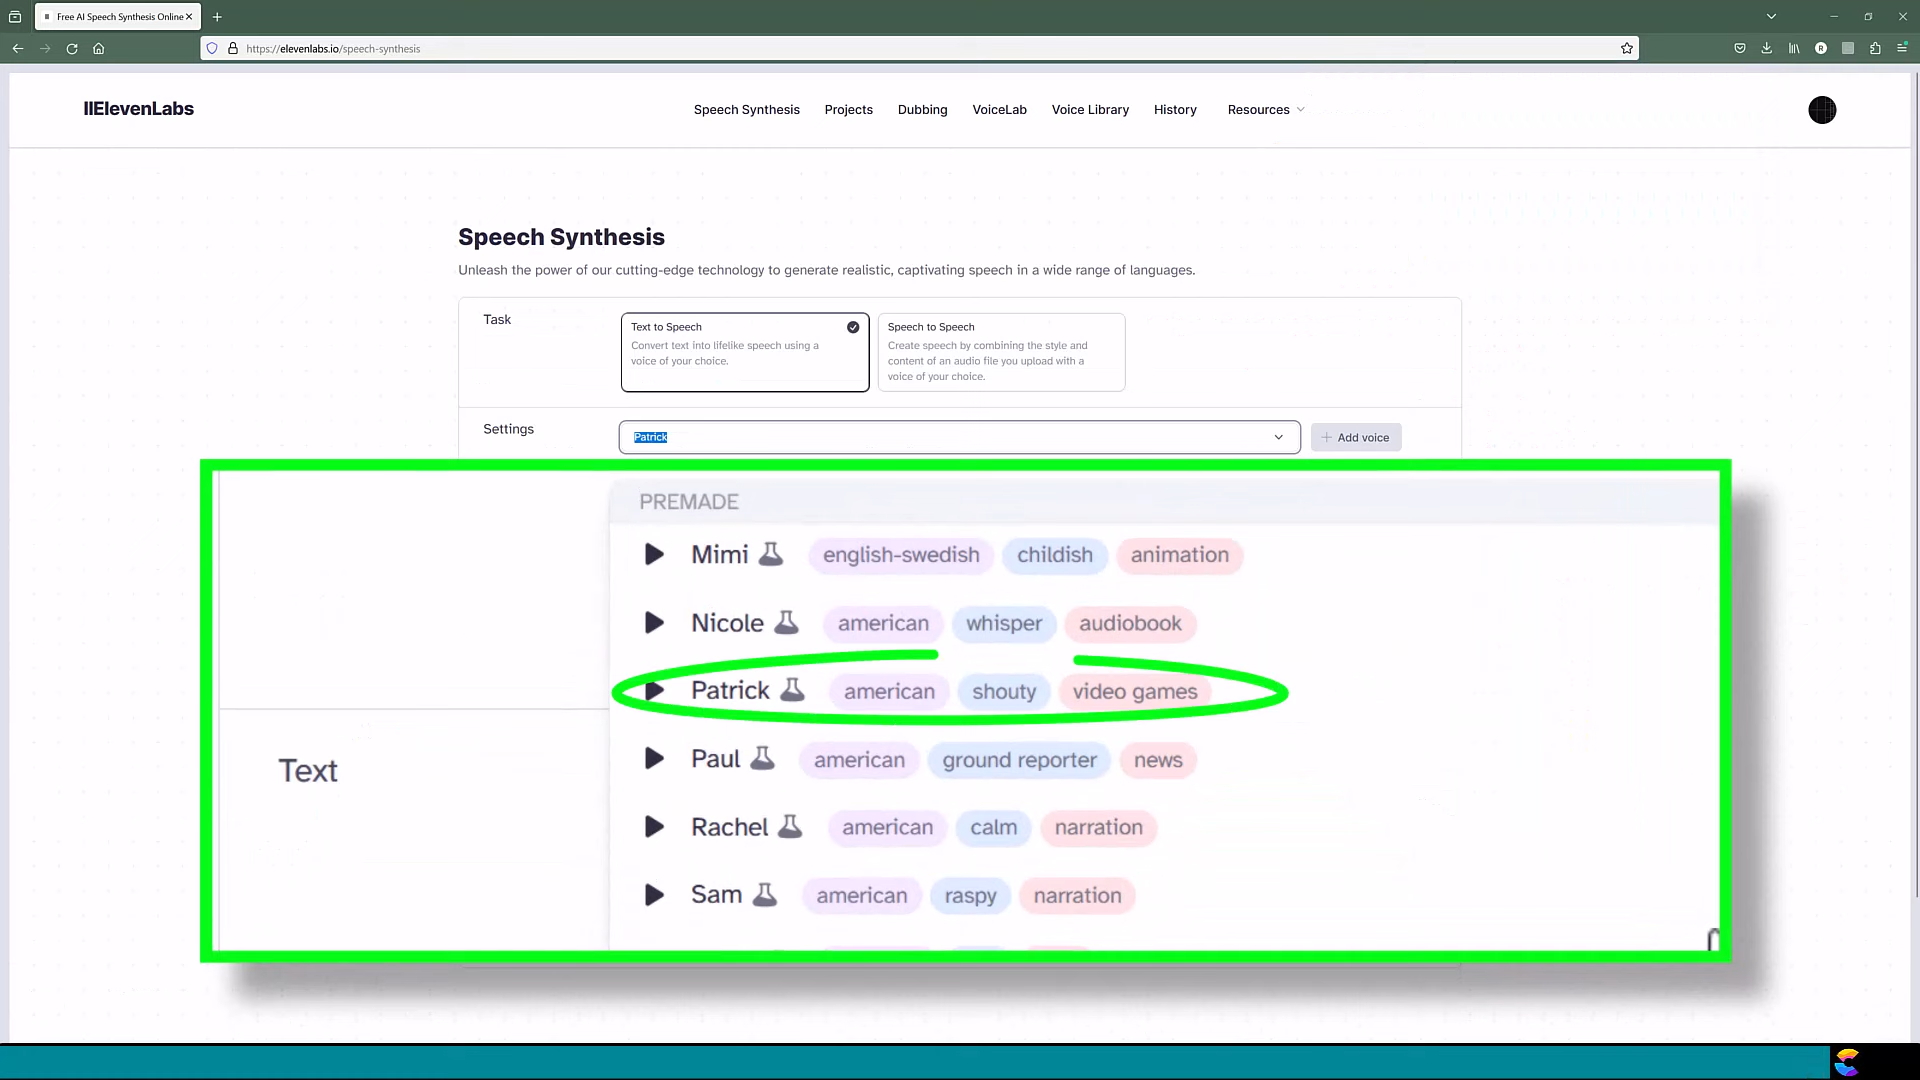 Free AI Speech Synthesis Online
https://elevenlabs.io/speech-synthesis
IIElevenLabs
Speech Synthesis
Projects
Dubbing
VoiceLab
Voice Library
History
Resources
Speech Synthesis
Unleash the power of our cutting-edge technology to generate realistic, captivating speech in a wide range of languages.
Task
Text to Speech
Convert text into lifelike speech using a
voice of your choice.
Speech to Speech
Create speech by combining the style and
content of an audio file you upload with a
voice of your choice.
Settings
Patrick
+ Add voice
PREMADE
Mimi english-swedish childish animation
Nicole american whisper audiobook
Patrick american shouty video games
Text
Paul american ground reporter news
Rachel american calm narration
Sam american raspy narration